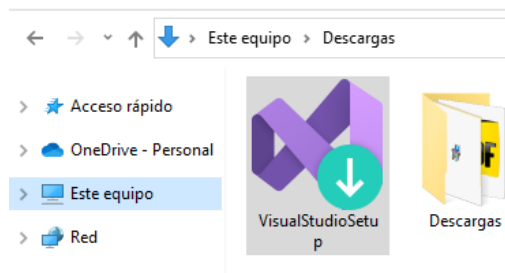 Este equipo > Descargas
Acceso rápido
OneDrive - Personal
Este equipo
Red
VisualStudioSetu
p
Descargas